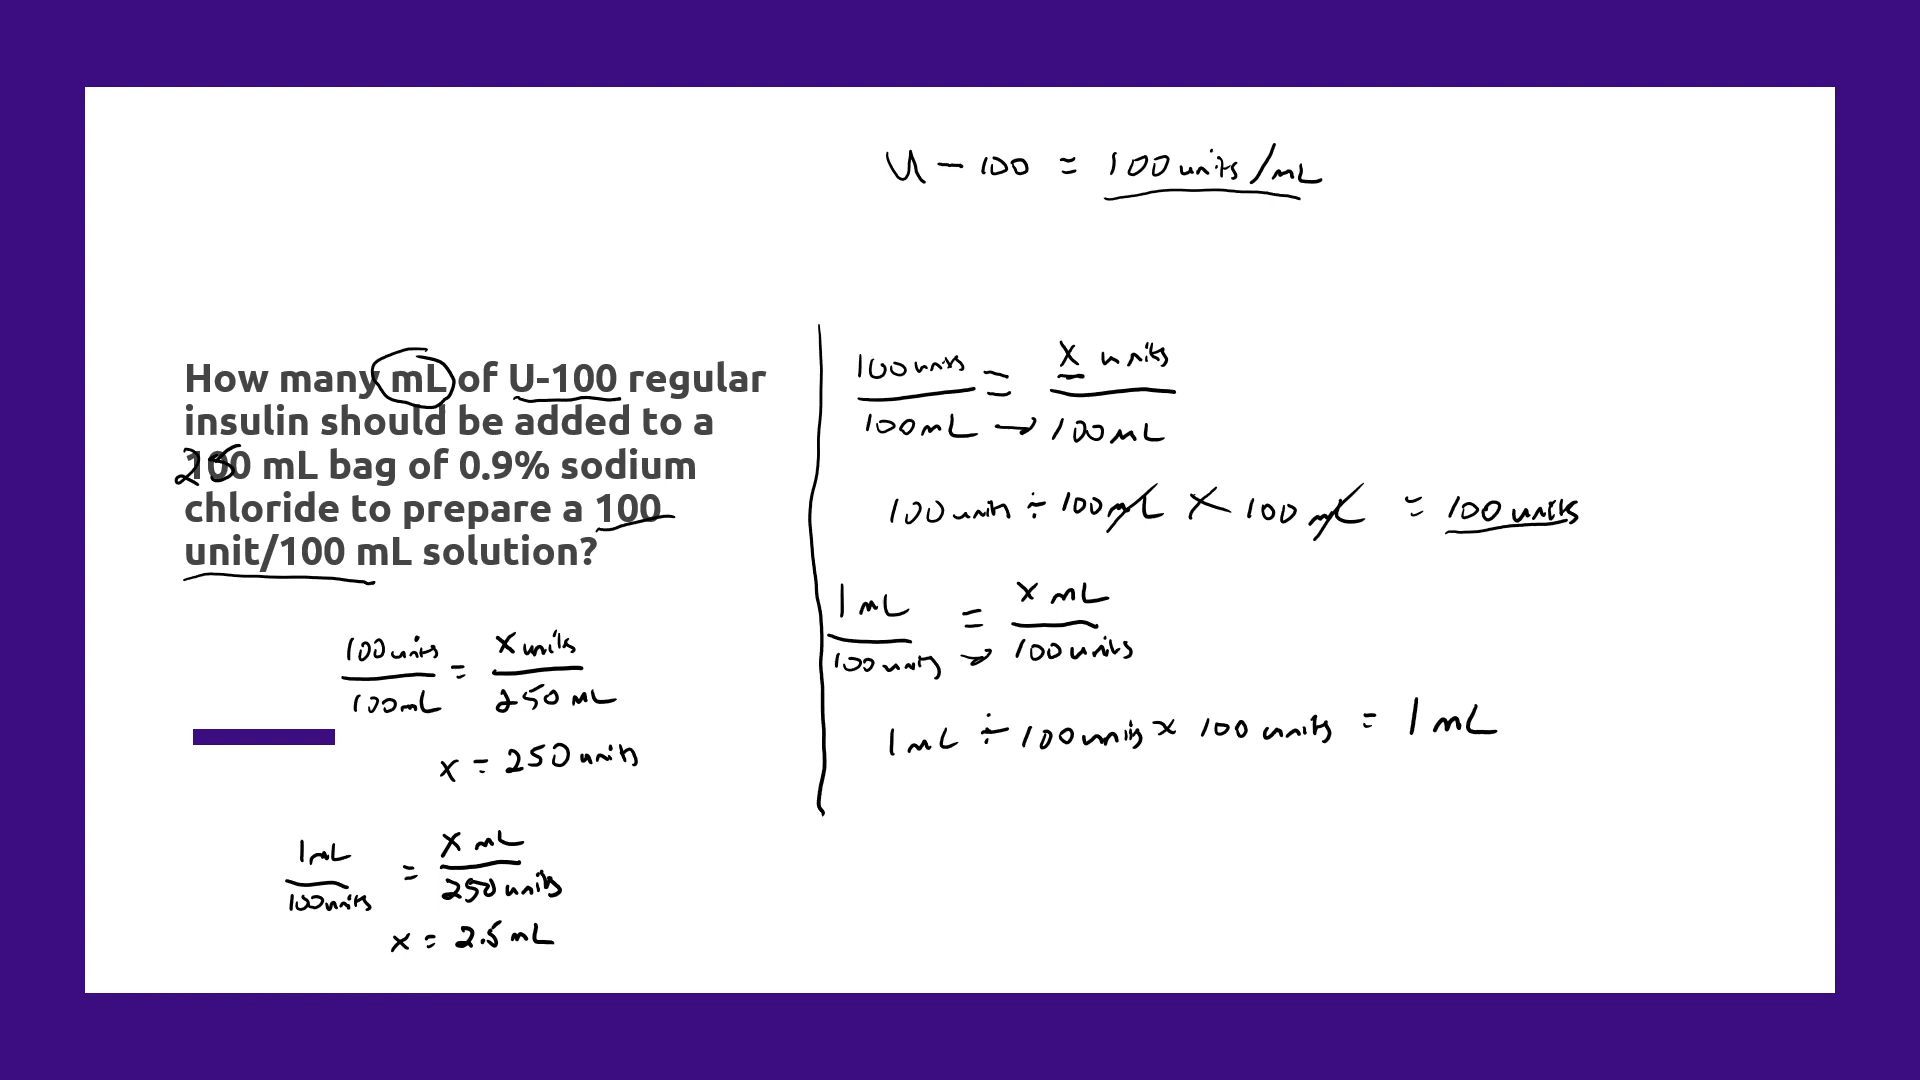 U - 100 = 100 units/mL
How many mL of U-100 regular
insulin should be added to a
100 mL bag of 0.9% sodium
25
chloride to prepare a 100
unit/100 mL solution?
100 units = x units
100 mL 250 mL
x = 250 units
1 mL = x mL
100 units 250 units
x = 2.5 mL
100 units = x units
100 mL → 100 mL
100 units ÷ 100 mL × 100 mL = 100 units
1 mL = x mL
100 units → 100 units
1 mL ÷ 100 units × 100 units = 1 mL